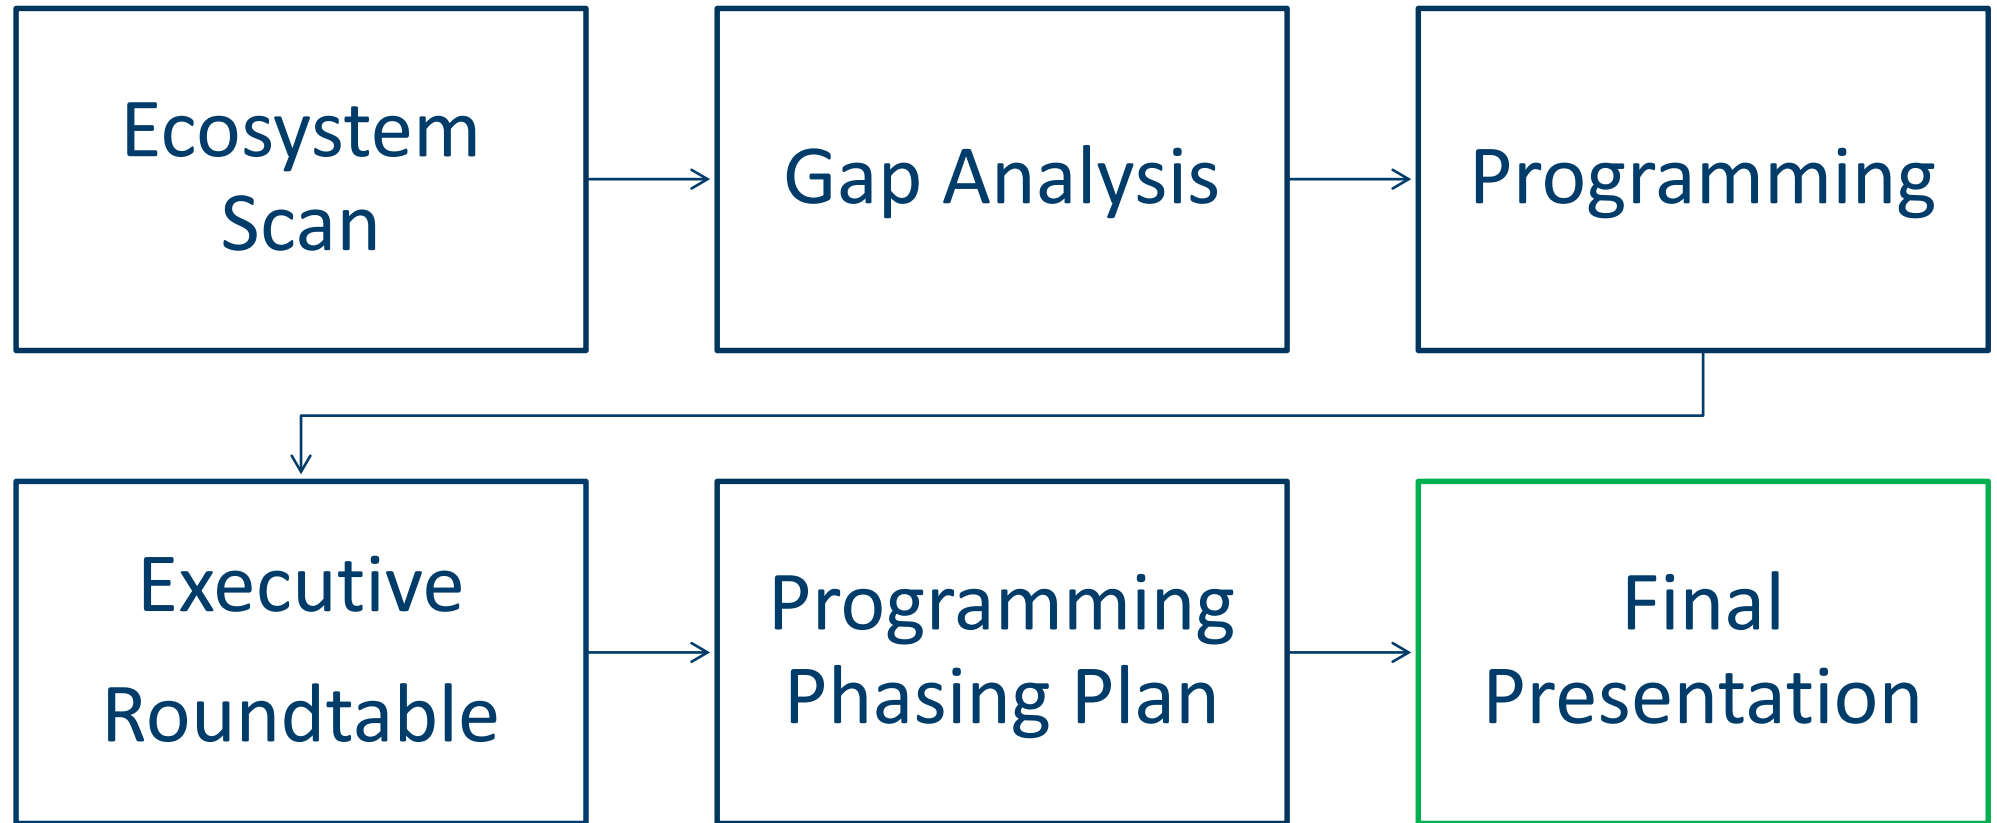 Ecosystem
Scan
Gap Analysis
Programming
Executive
Roundtable
Programming
Phasing Plan
Final
Presentation